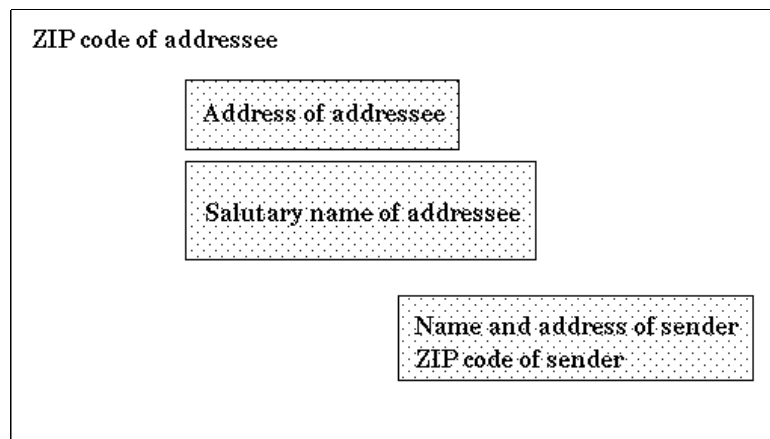 ZIP code of addressee
Address of addressee
Salutary name of addressee
Name and address of sender
ZIP code of sender